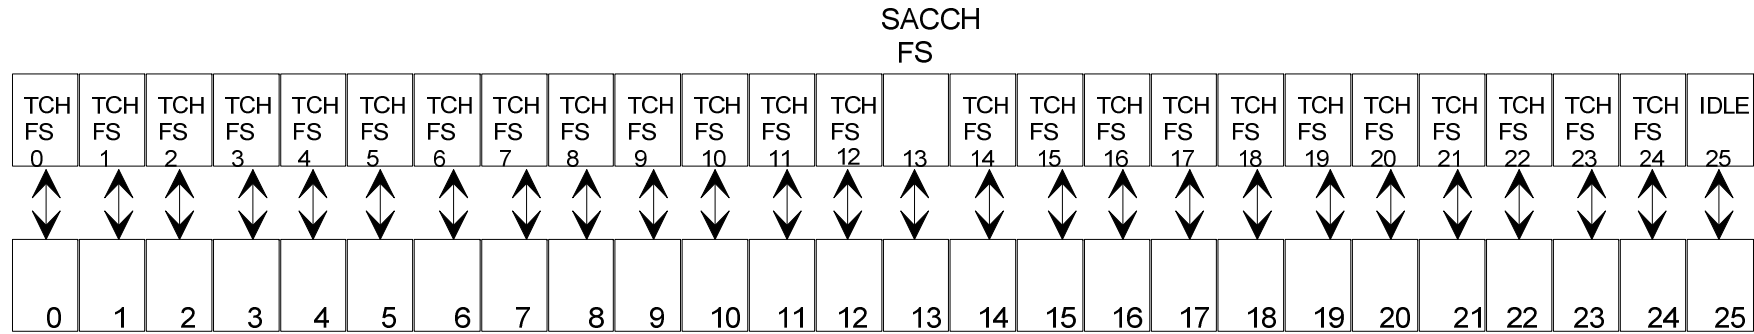 SACCH
FS
TCH TCH TCH TCH TCH TCH TCH TCH TCH TCH TCH TCH TCH TCH TCH TCH TCH TCH TCH TCH TCH TCH TCH TCH IDLE
FS FS FS FS FS FS FS FS FS FS FS FS FS FS FS FS FS FS FS FS FS FS FS FS
0 1 2 3 4 5 6 7 8 9 10 11 12 13 14 15 16 17 18 19 20 21 22 23 24 25
0 1 2 3 4 5 6 7 8 9 10 11 12 13 14 15 16 17 18 19 20 21 22 23 24 25